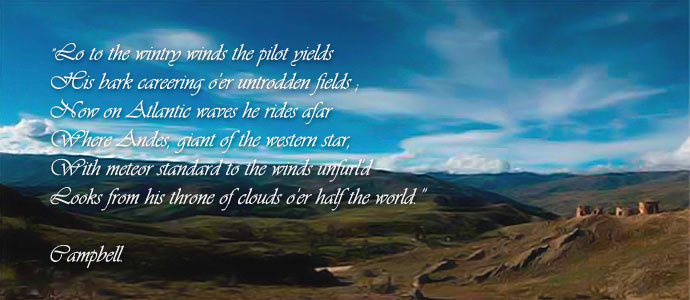 "Lo to the wintry winds the pilot yields
His bark careering o'er untrodden fields ;
Now on Atlantic waves he rides afar
Where Andes, giant of the western star,
With meteor standard to the winds unfurl'd
Looks from his throne of clouds o'er half the world."
Campbell.